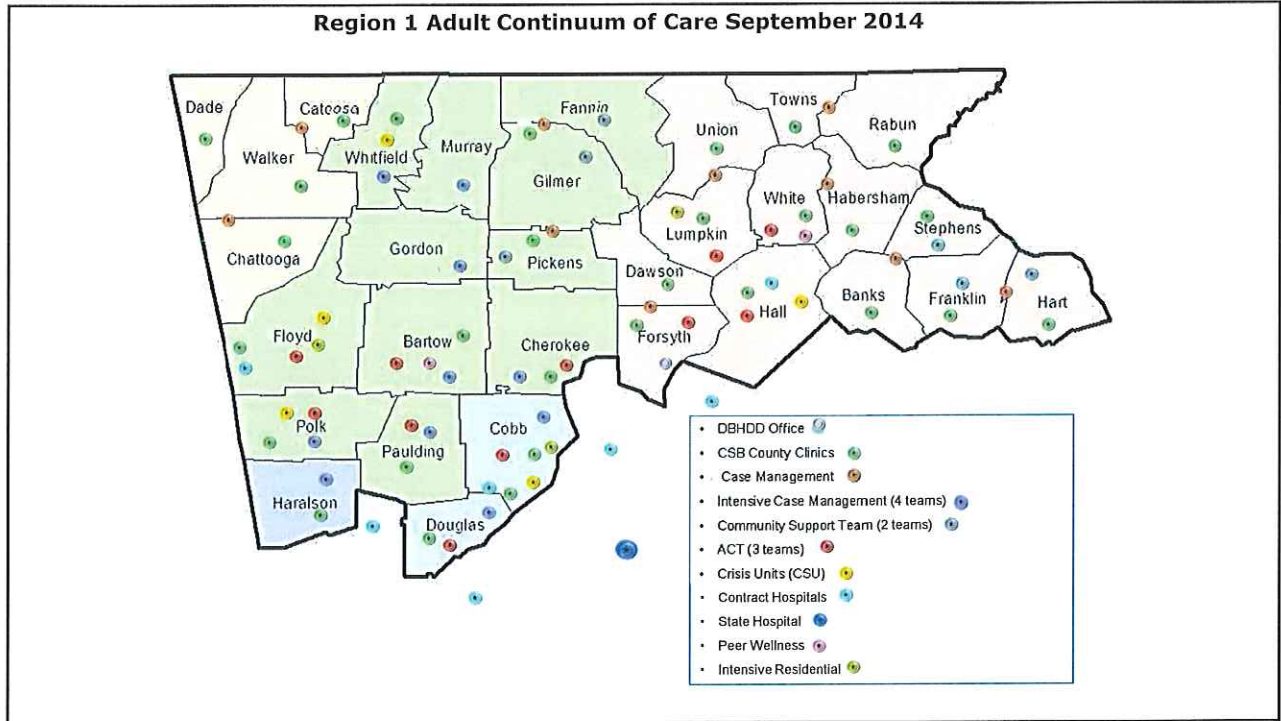 Region 1 Adult Continuum of Care September 2014
Dade
Catoosa
Walker
Whitfield
Murray
Fannin
Gilmer
Union
Towns
Rabun
White
Habersham
Stephens
Lumpkin
Chattooga
Gordon
Pickens
Dawson
Hall
Banks
Franklin
Hart
Floyd
Bartow
Cherokee
Forsyth
Polk
Paulding
Cobb
Haralson
Douglas
• DBHDD Office
• CSB County Clinics
• Case Management
• Intensive Case Management (4 teams)
• Community Support Team (2 teams)
• ACT (3 teams)
• Crisis Units (CSU)
• Contract Hospitals
• State Hospital
• Peer Wellness
• Intensive Residential